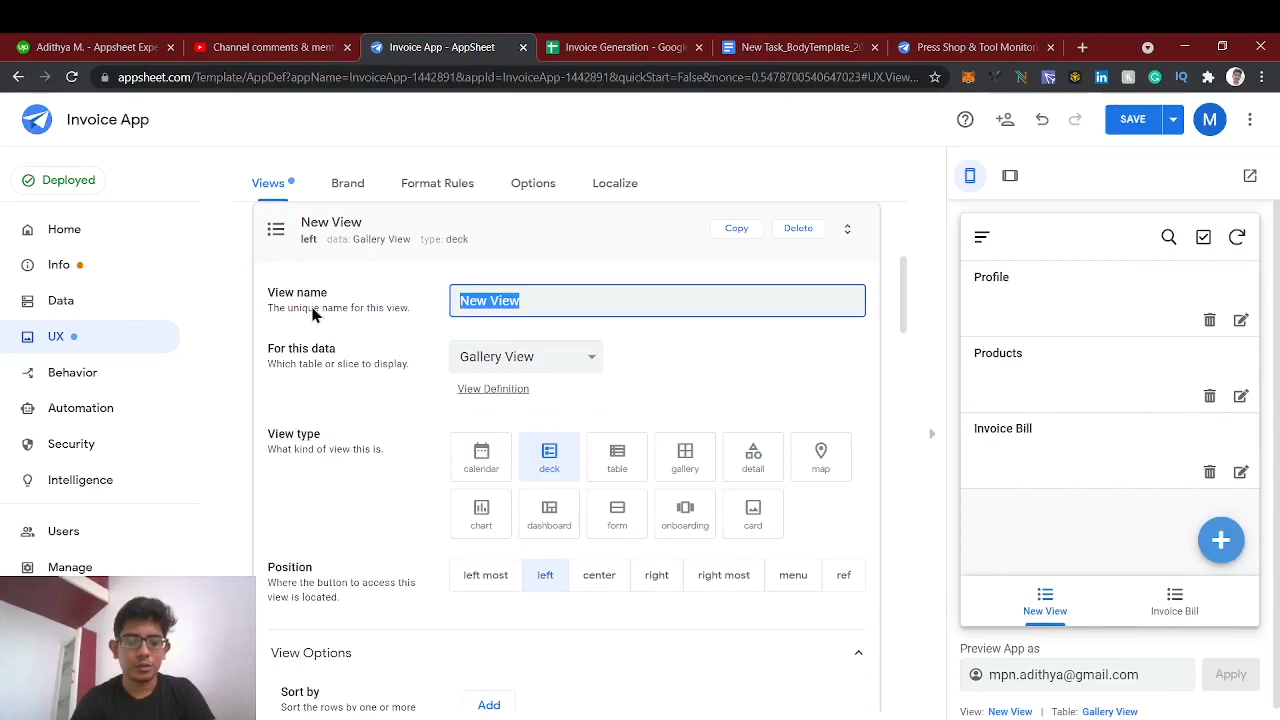 Adithya M. - Appsheet Exp
Channel comments & ment
Invoice App - AppSheet
Invoice Generation - Google
New Task_BodyTemplate_20
Press Shop & Tool Monitori
appsheet.com/Template/AppDef?appName=InvoiceApp-1442891&appId=InvoiceApp-1442891&quickStart=False&nonce=0.5478700540647023#UX.View...
Invoice App
SAVE
M
Deployed
Home
Info
Data
UX
Behavior
Automation
Security
Intelligence
Users
Manage
Views
Brand
Format Rules
Options
Localize
New View
left data: Gallery View type: deck
Copy
Delete
View name
The unique name for this view.
New View
For this data
Which table or slice to display.
Gallery View
View Definition
View type
What kind of view this is.
calendar
deck
table
gallery
detail
map
chart
dashboard
form
onboarding
card
Position
Where the button to access this
view is located.
left most
left
center
right
right most
menu
ref
View Options
Sort by
Sort the rows by one or more
Add
Profile
Products
Invoice Bill
New View
Invoice Bill
Preview App as
mpn.adithya@gmail.com
Apply
View: New View | Table: Gallery View